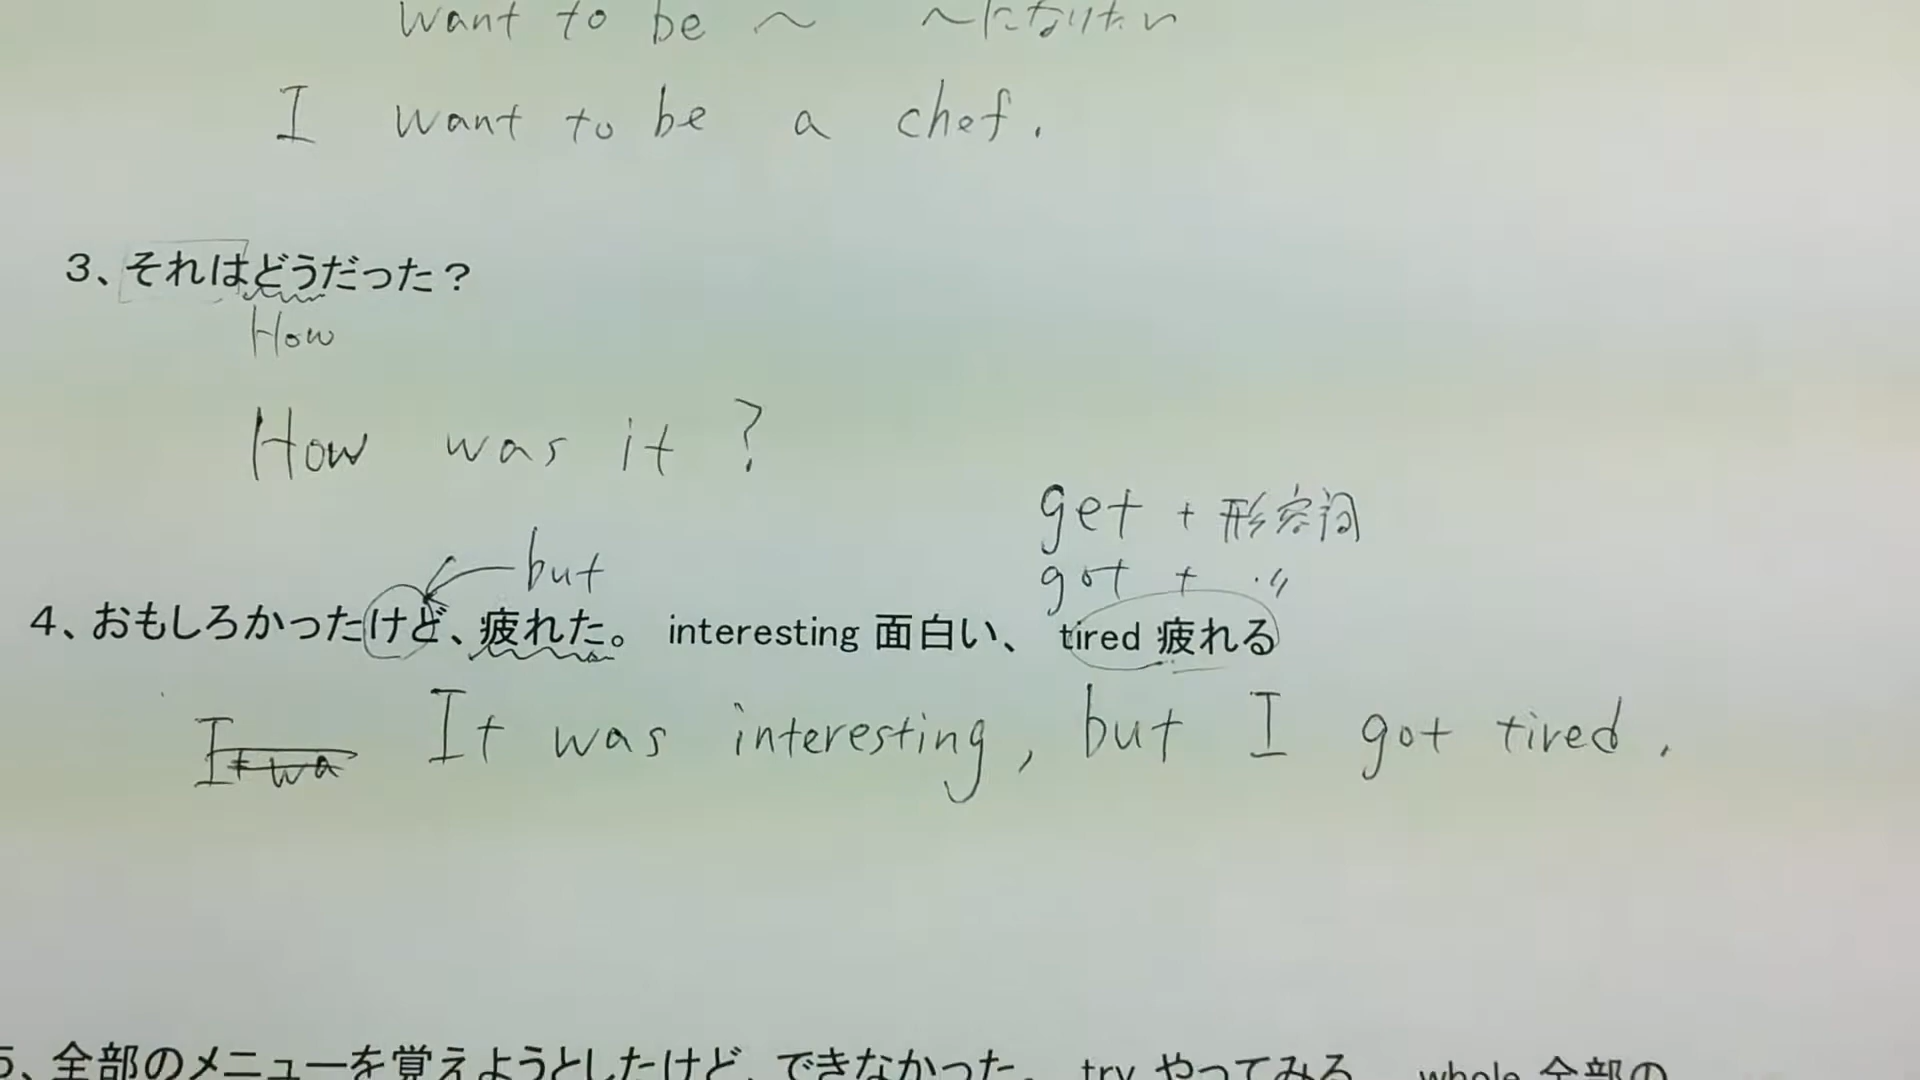 want to be ～ ～になりたい
I want to be a chef.
３、それはどうだった？
How
How was it ?
get + 形容詞
but
got + 〃
４、おもしろかったけど、疲れた。 interesting 面白い、 tired 疲れる
It wa It was interesting, but I got tired.
５、全部のメニューを覚えようとしたけど、できなかった。 try やってみる whole 全部の